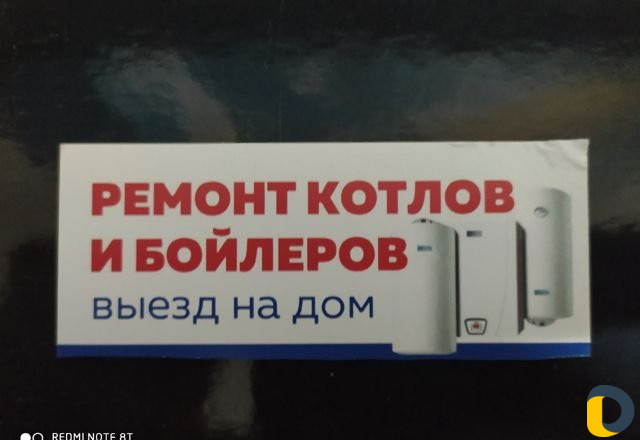 РЕМОНТ КОТЛОВ
И БОЙЛЕРОВ
выезд на дом
REDMI NOTE 8T